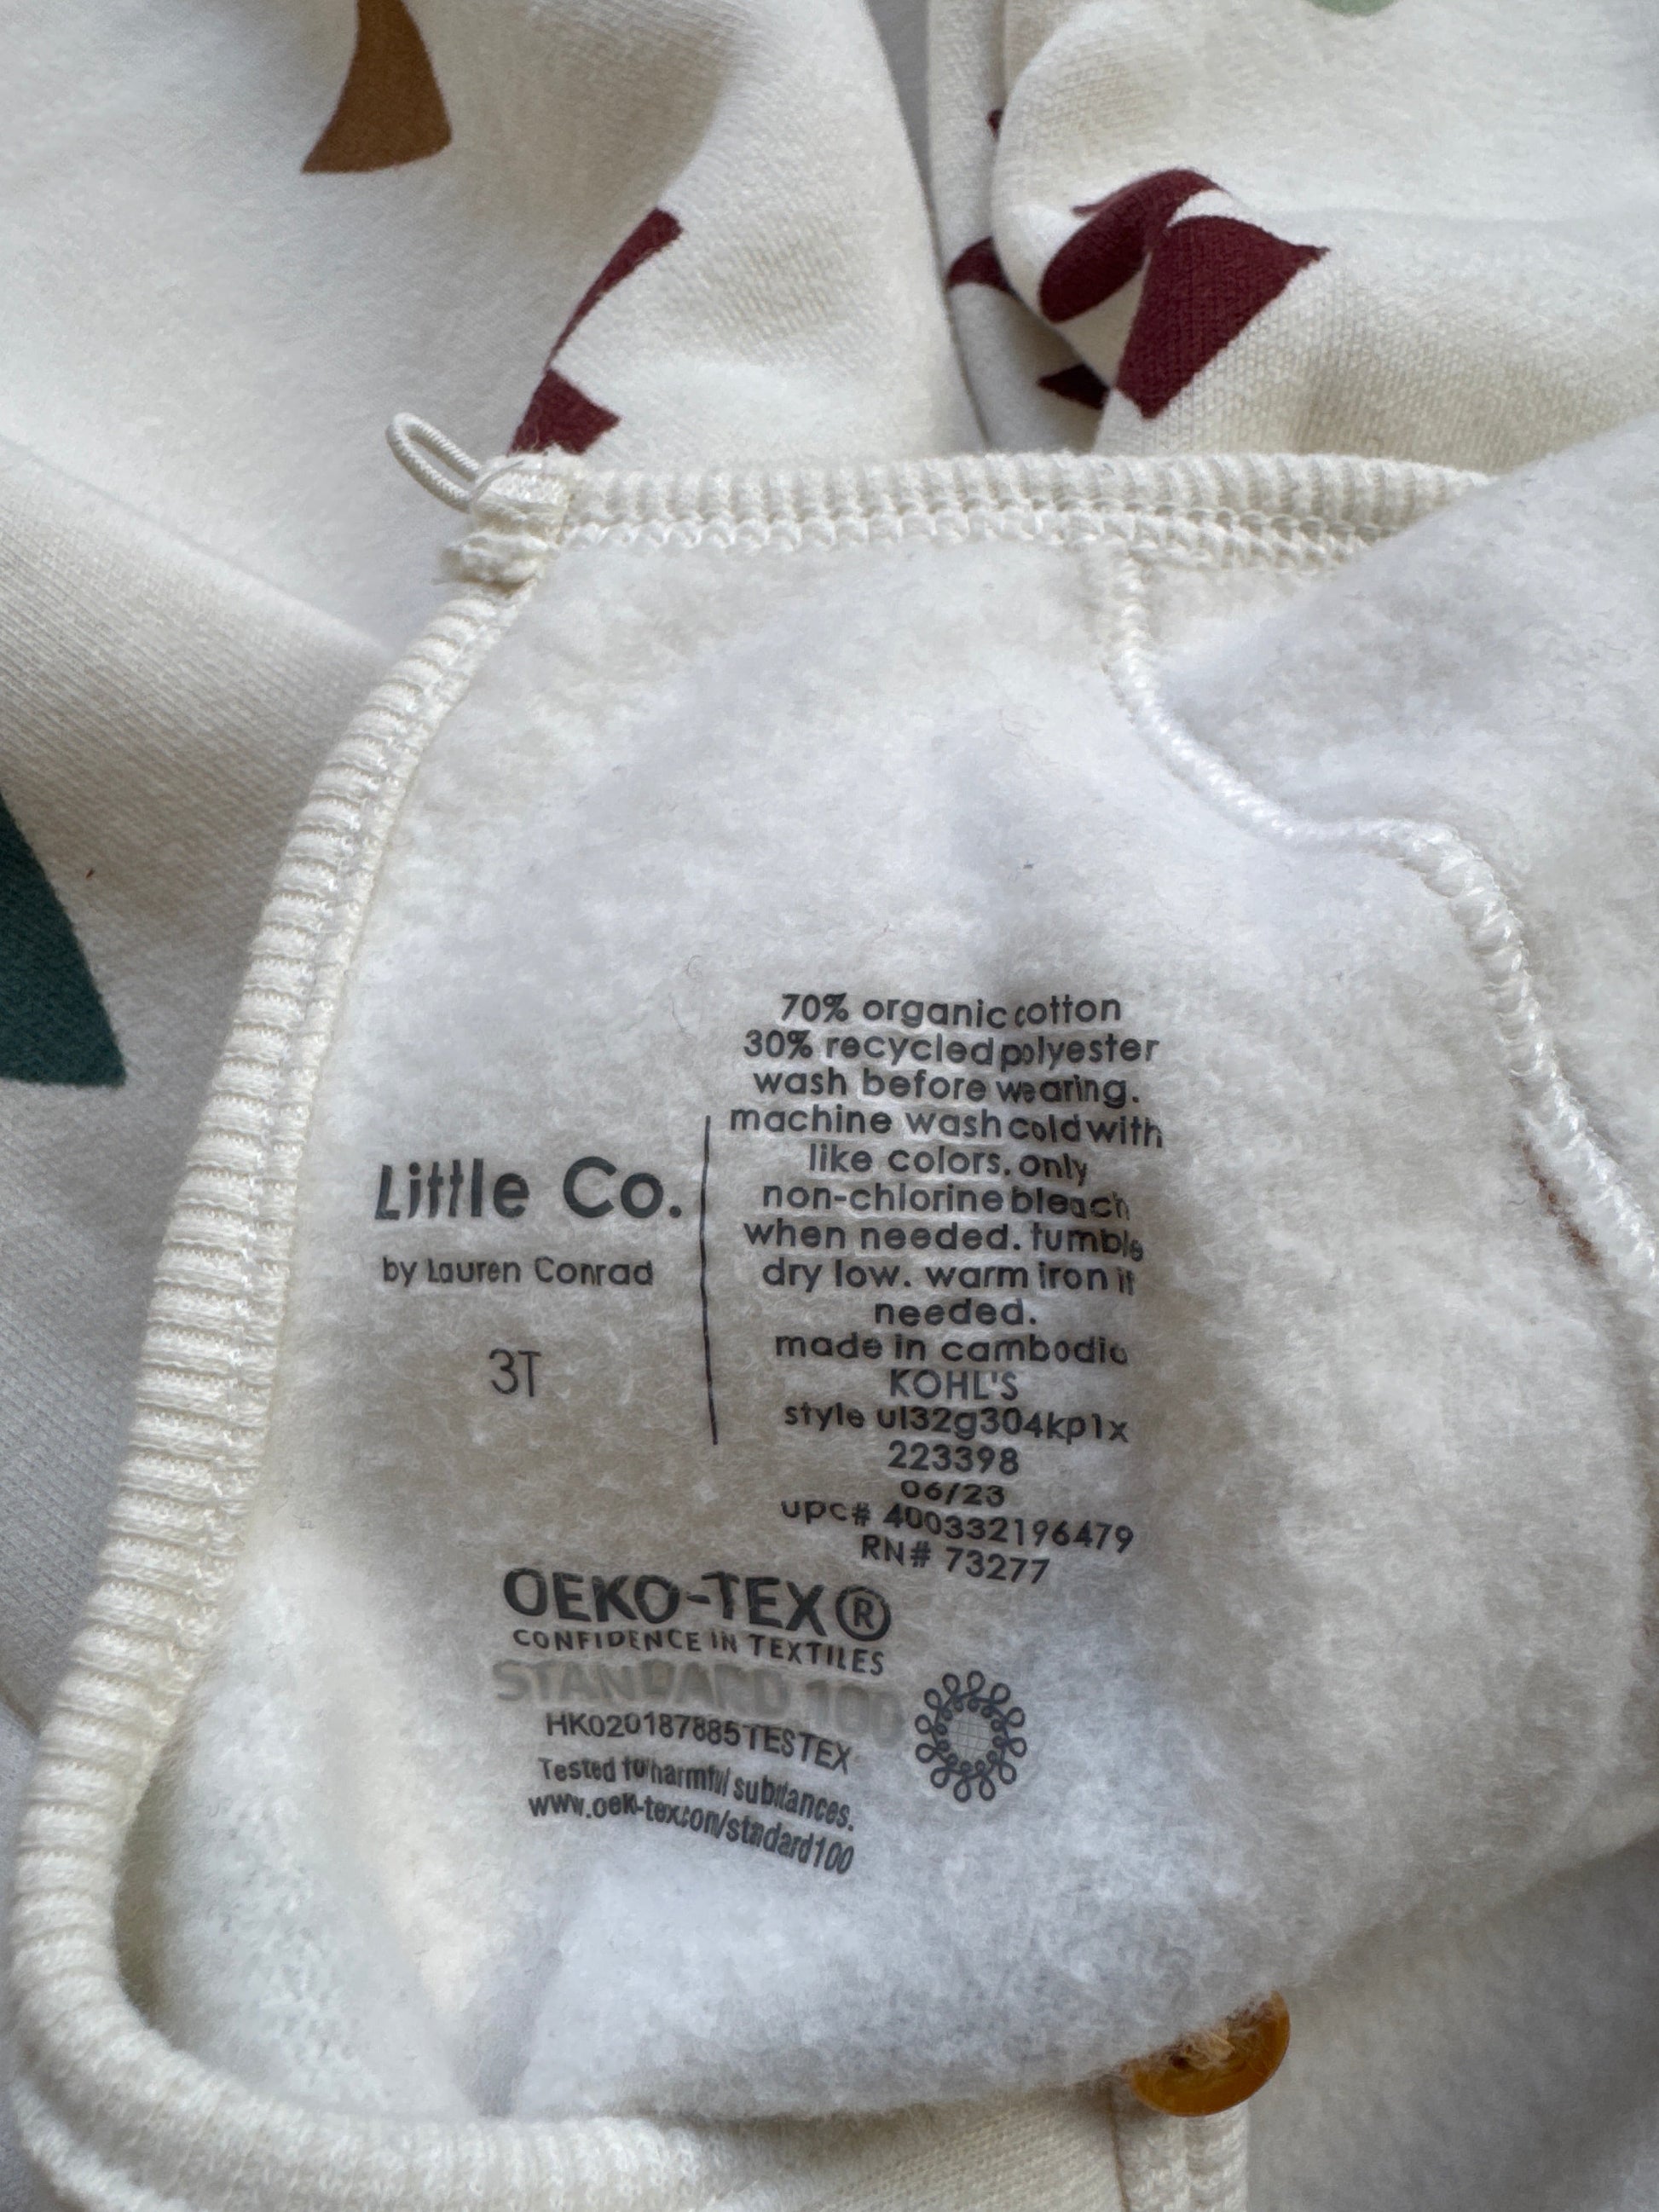 Little Co.
by Lauren Conrad
3T
70% organic cotton
30% recycled polyester
wash before wearing.
machine wash cold with
like colors. only
non-chlorine bleach
when needed. tumble
dry low. warm iron if
needed.
made in cambodia
KOHL'S
style ul32g304kp1x
223398
06/23
upc# 400332196479
RN# 73277
OEKO-TEX®
CONFIDENCE IN TEXTILES
STANDARD 100
HK020187885TESTEX
Tested for harmful substances.
www.oeko-tex.com/standard100